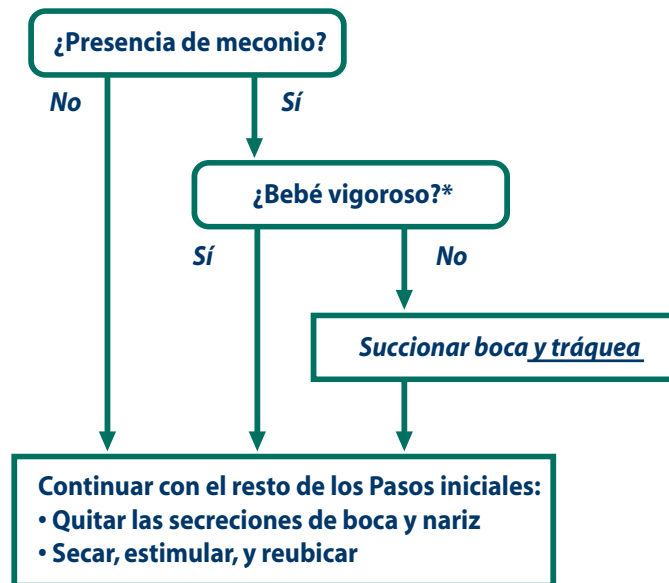 ¿Presencia de meconio?
No
Sí
¿Bebé vigoroso?*
Sí
No
Succionar boca y tráquea
Continuar con el resto de los Pasos iniciales:
• Quitar las secreciones de boca y nariz
• Secar, estimular, y reubicar